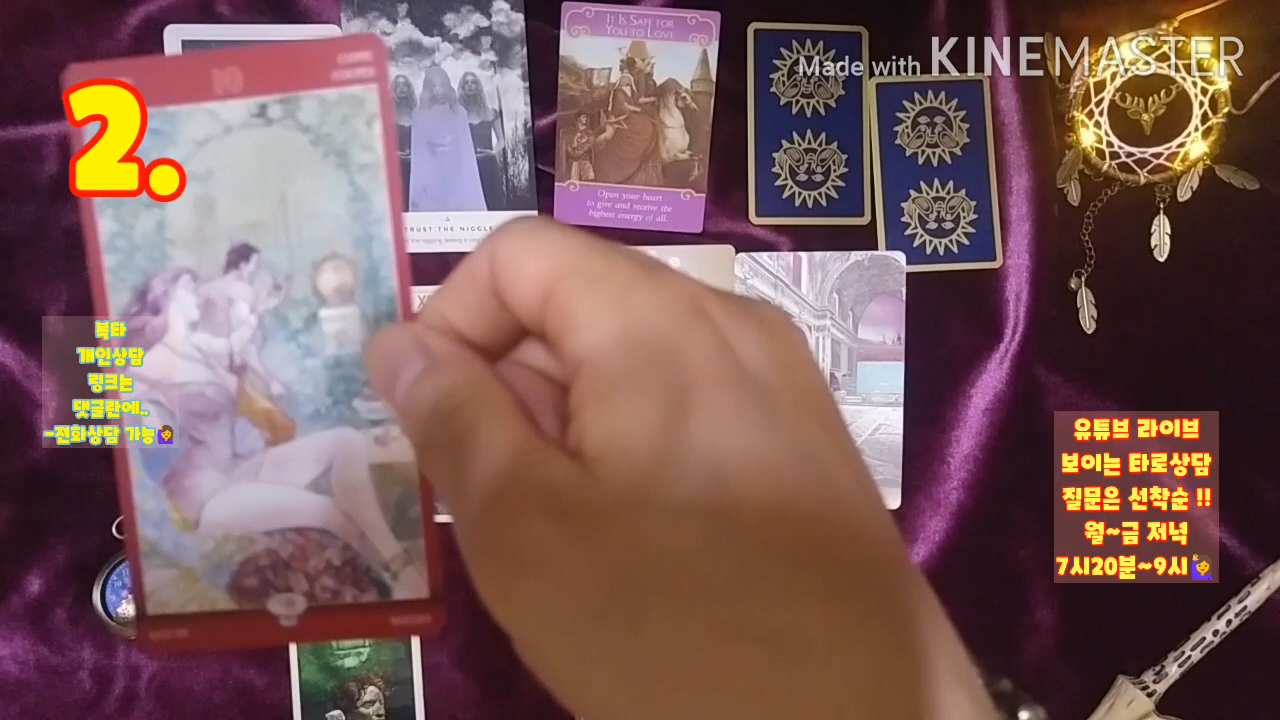 Made with KINEMASTER
2.
IT IS SAFE FOR
YOU TO LOVE
Open your heart
to give and receive the
highest energy of all.
TRUST THE NIGGLE
10
복타
개인상담
링크는
댓글란에..
-전화상담 가능🙋
유튜브 라이브
보이는 타로상담
질문은 선착순 !!
월~금 저녁
7시20분~9시🙋